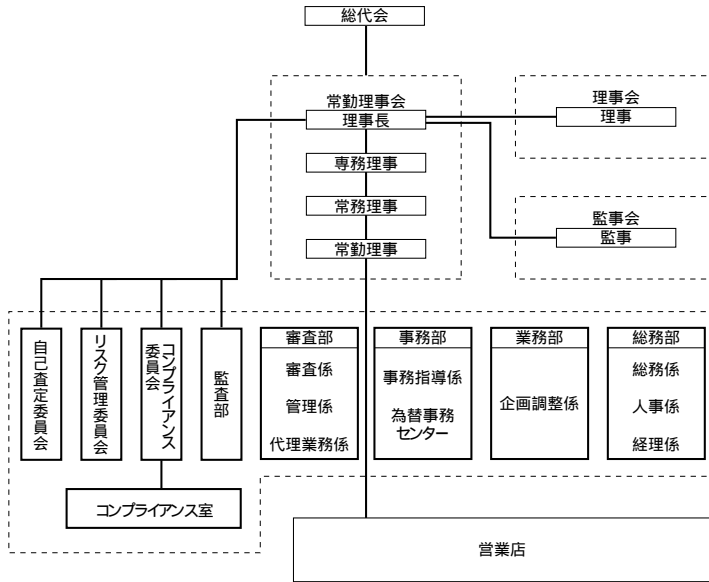 総代会
常勤理事会
理事長
専務理事
常務理事
常勤理事
理事会
理事
監事会
監事
自己査定委員会
リスク管理委員会
コンプライアンス
委員会
監査部
コンプライアンス室
審査部
審査係
管理係
代理業務係
事務部
事務指導係
為替事務
センター
業務部
企画調整係
総務部
総務係
人事係
経理係
営業店